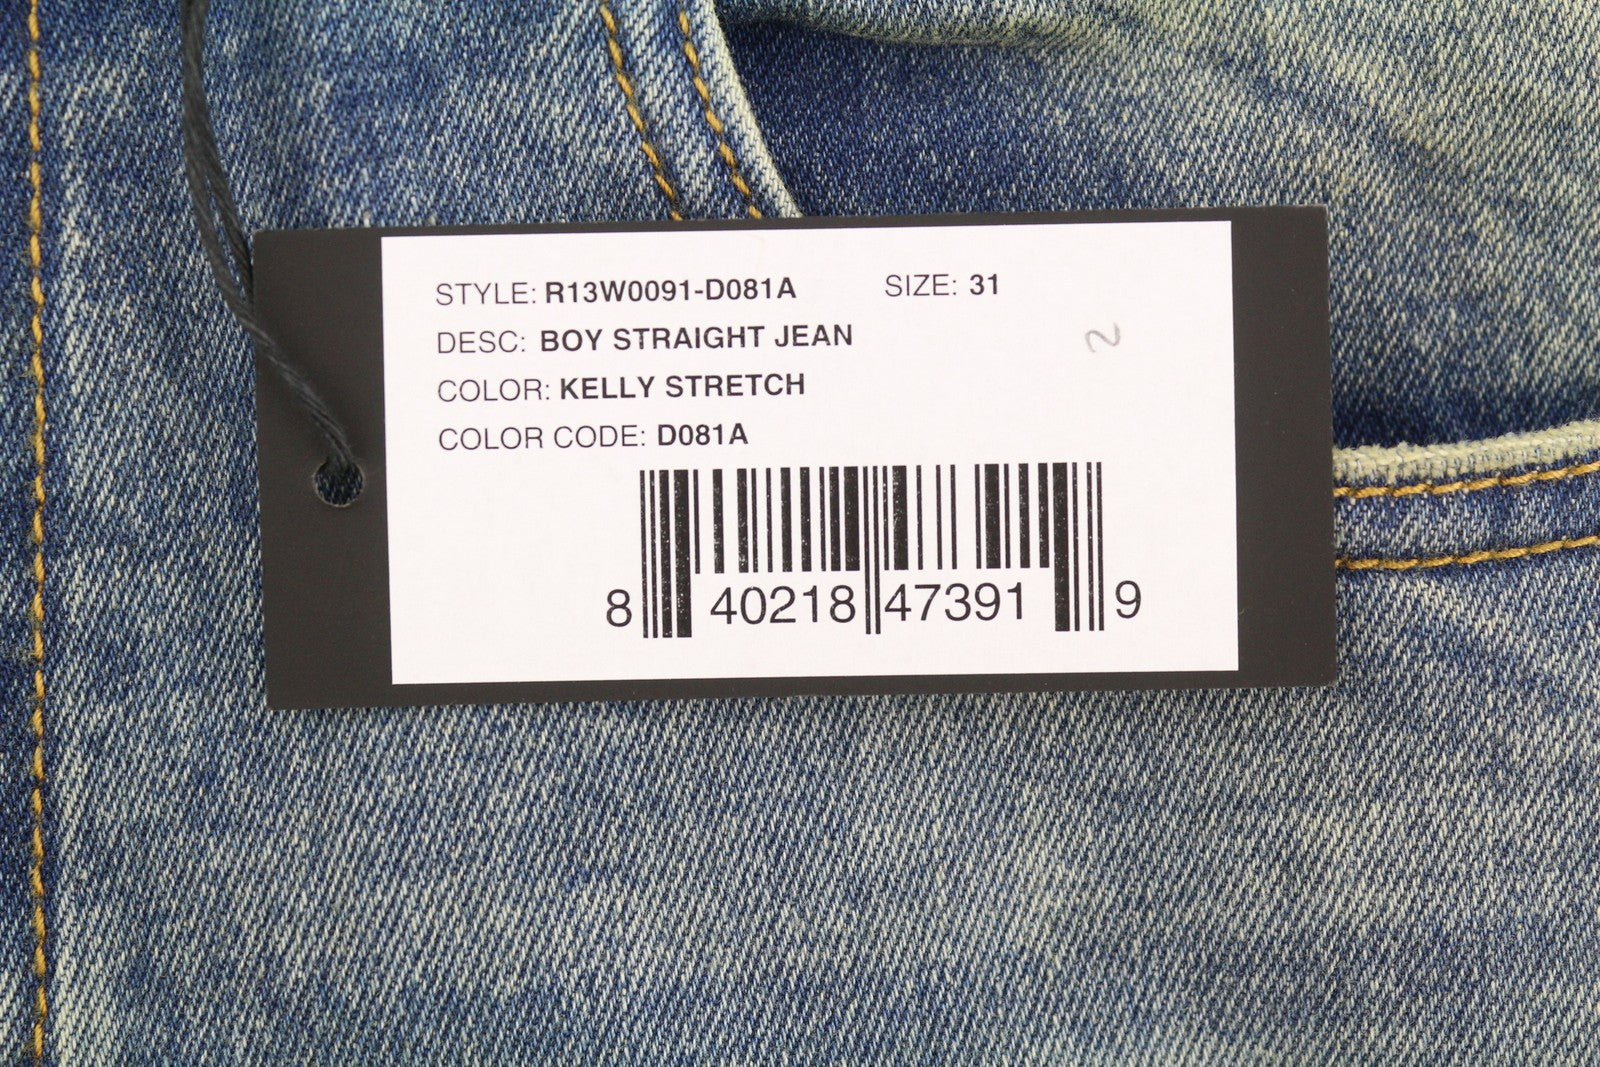 STYLE: R13W0091-D081A SIZE: 31
DESC: BOY STRAIGHT JEAN
COLOR: KELLY STRETCH
COLOR CODE: D081A
8 40218 47391 9